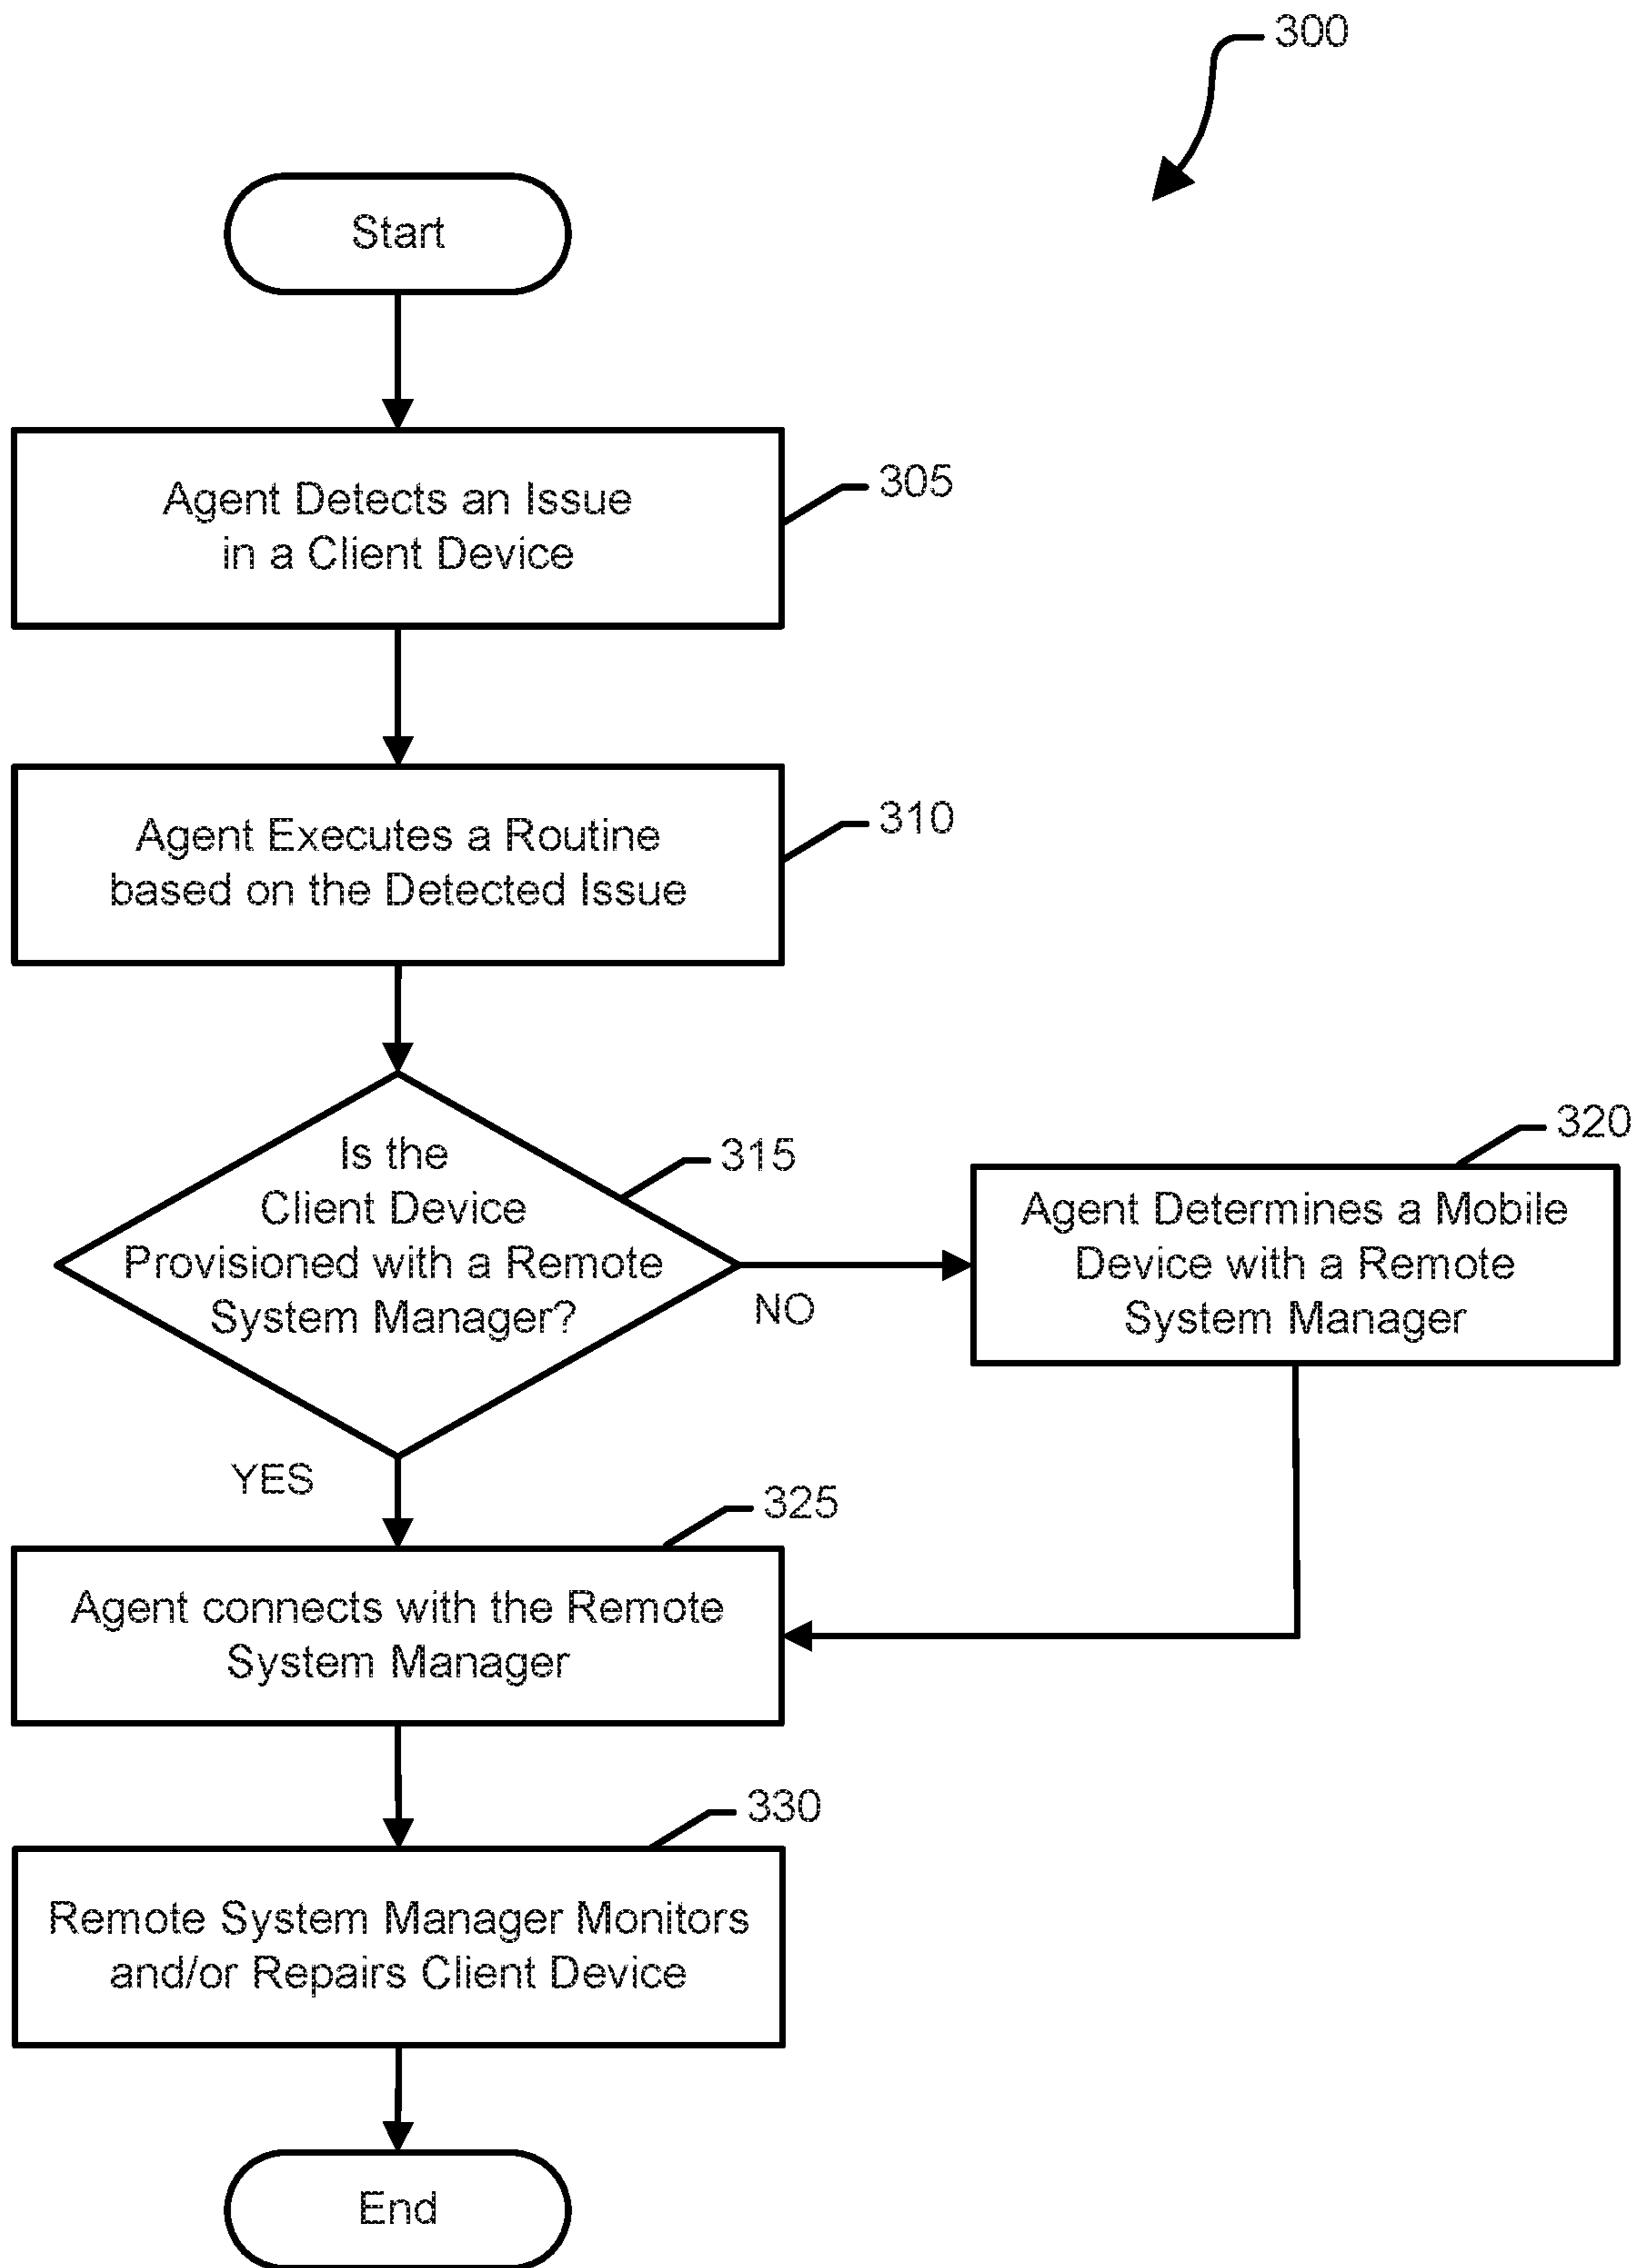 300
Start
Agent Detects an Issue
in a Client Device
305
Agent Executes a Routine
based on the Detected Issue
310
Is the
Client Device
Provisioned with a Remote
System Manager?
315
NO
320
Agent Determines a Mobile
Device with a Remote
System Manager
YES
325
Agent connects with the Remote
System Manager
330
Remote System Manager Monitors
and/or Repairs Client Device
End